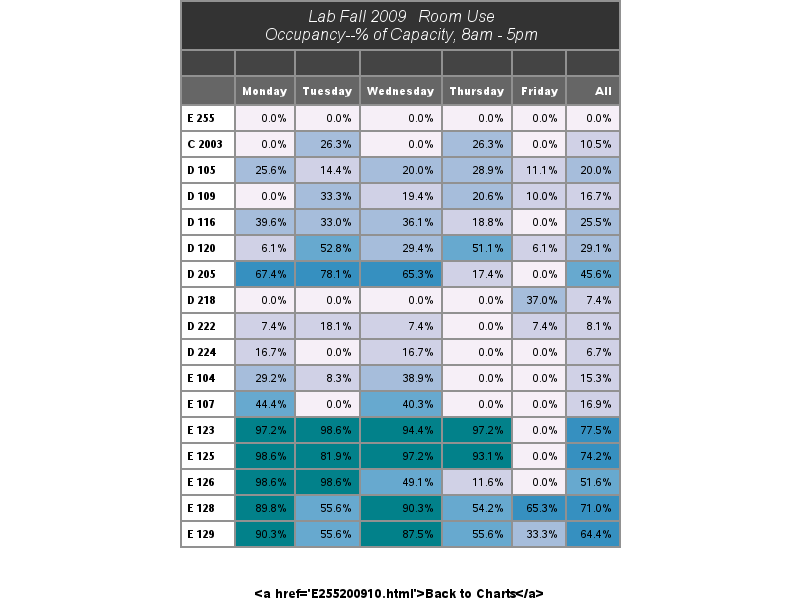 Lab Fall 2009 Room Use
Occupancy--% of Capacity, 8am - 5pm
Monday Tuesday Wednesday Thursday Friday All
E 255 0.0% 0.0% 0.0% 0.0% 0.0% 0.0%
C 2003 0.0% 26.3% 0.0% 26.3% 0.0% 10.5%
D 105 25.6% 14.4% 20.0% 28.9% 11.1% 20.0%
D 109 0.0% 33.3% 19.4% 20.6% 10.0% 16.7%
D 116 39.6% 33.0% 36.1% 18.8% 0.0% 25.5%
D 120 6.1% 52.8% 29.4% 51.1% 6.1% 29.1%
D 205 67.4% 78.1% 65.3% 17.4% 0.0% 45.6%
D 218 0.0% 0.0% 0.0% 0.0% 37.0% 7.4%
D 222 7.4% 18.1% 7.4% 0.0% 7.4% 8.1%
D 224 16.7% 0.0% 16.7% 0.0% 0.0% 6.7%
E 104 29.2% 8.3% 38.9% 0.0% 0.0% 15.3%
E 107 44.4% 0.0% 40.3% 0.0% 0.0% 16.9%
E 123 97.2% 98.6% 94.4% 97.2% 0.0% 77.5%
E 125 98.6% 81.9% 97.2% 93.1% 0.0% 74.2%
E 126 98.6% 98.6% 49.1% 11.6% 0.0% 51.6%
E 128 89.8% 55.6% 90.3% 54.2% 65.3% 71.0%
E 129 90.3% 55.6% 87.5% 55.6% 33.3% 64.4%
<a href='E255200910.html'>Back to Charts</a>